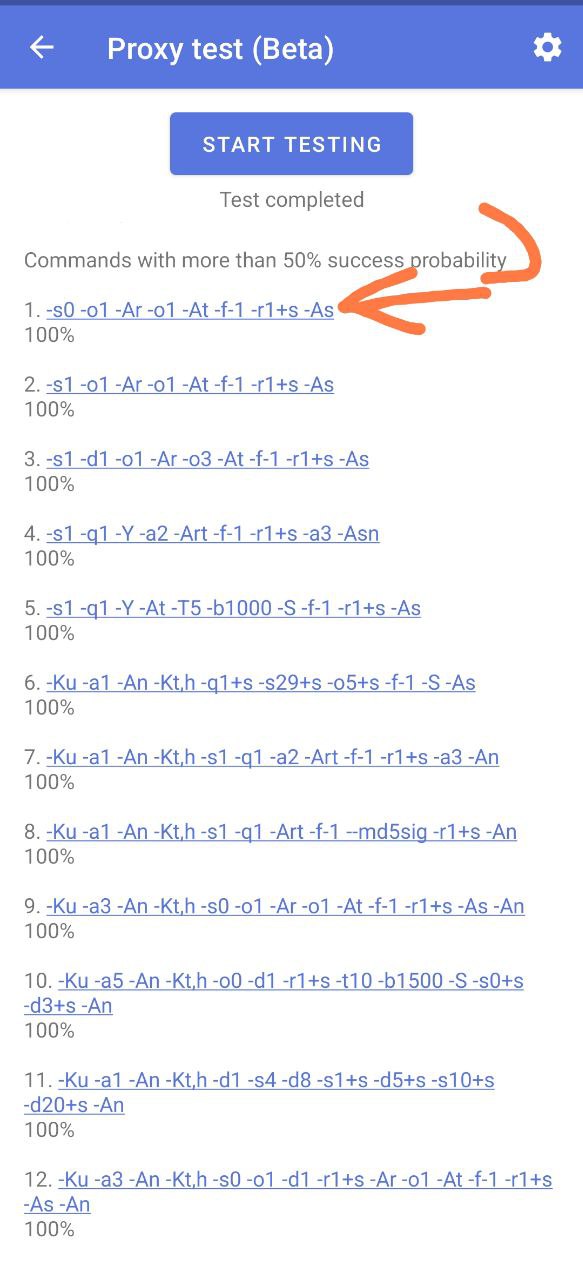 Proxy test (Beta)
START TESTING
Test completed
Commands with more than 50% success probability
1. -s0 -o1 -Ar -o1 -At -f-1 -r1+s -As
100%
2. -s1 -o1 -Ar -o1 -At -f-1 -r1+s -As
100%
3. -s1 -d1 -o1 -Ar -o3 -At -f-1 -r1+s -As
100%
4. -s1 -q1 -Y -a2 -Art -f-1 -r1+s -a3 -Asn
100%
5. -s1 -q1 -Y -At -T5 -b1000 -S -f-1 -r1+s -As
100%
6. -Ku -a1 -An -Kt,h -q1+s -s29+s -o5+s -f-1 -S -As
100%
7. -Ku -a1 -An -Kt,h -s1 -q1 -a2 -Art -f-1 -r1+s -a3 -An
100%
8. -Ku -a1 -An -Kt,h -s1 -q1 -Art -f-1 --md5sig -r1+s -An
100%
9. -Ku -a3 -An -Kt,h -s0 -o1 -Ar -o1 -At -f-1 -r1+s -As -An
100%
10. -Ku -a5 -An -Kt,h -o0 -d1 -r1+s -t10 -b1500 -S -s0+s
-d3+s -An
100%
11. -Ku -a1 -An -Kt,h -d1 -s4 -d8 -s1+s -d5+s -s10+s
-d20+s -An
100%
12. -Ku -a3 -An -Kt,h -s0 -o1 -d1 -r1+s -Ar -o1 -At -f-1 -r1+s
-As -An
100%